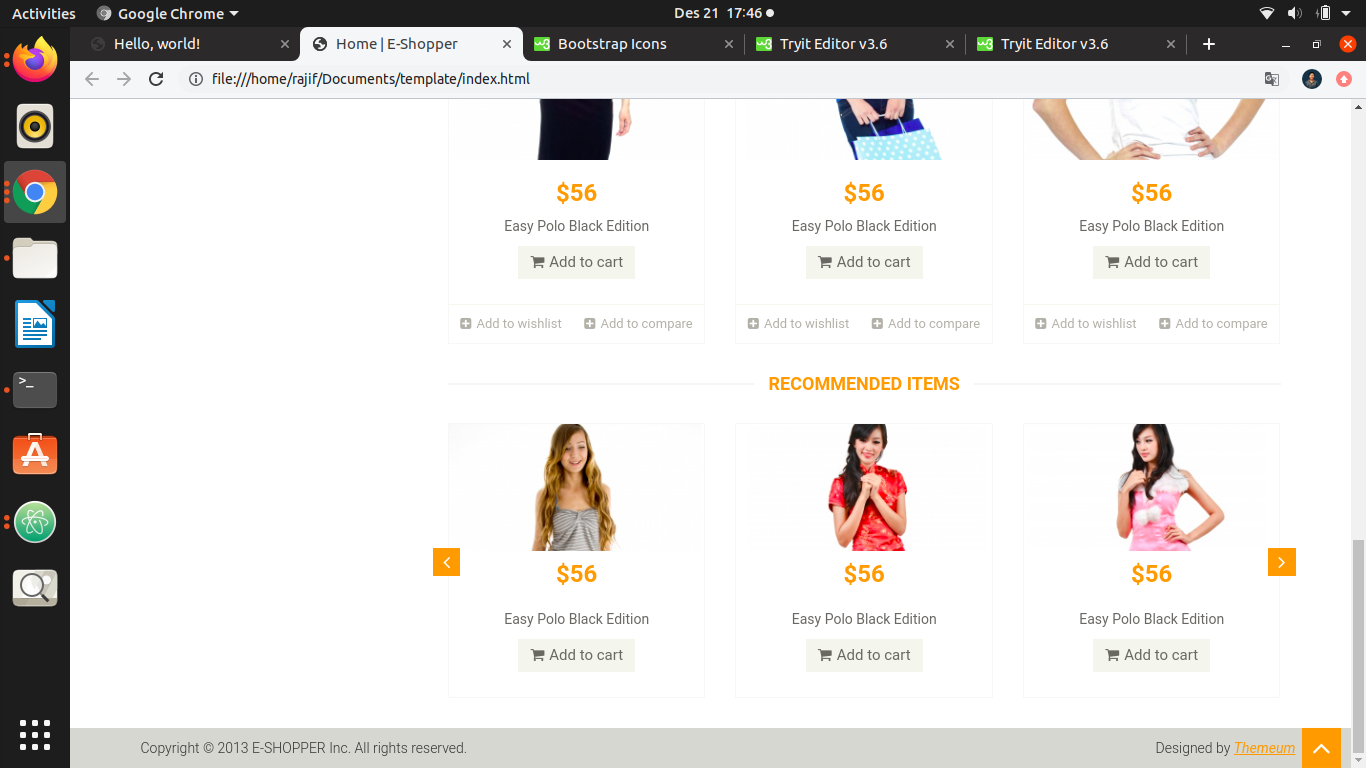 Activities Google Chrome Des 21 17:46
Hello, world! Home | E-Shopper Bootstrap Icons Tryit Editor v3.6 Tryit Editor v3.6
file:///home/rajif/Documents/template/index.html
$56 $56 $56
Easy Polo Black Edition Easy Polo Black Edition Easy Polo Black Edition
Add to cart Add to cart Add to cart
Add to wishlist Add to compare Add to wishlist Add to compare Add to wishlist Add to compare
RECOMMENDED ITEMS
$56 $56 $56
Easy Polo Black Edition Easy Polo Black Edition Easy Polo Black Edition
Add to cart Add to cart Add to cart
Copyright © 2013 E-SHOPPER Inc. All rights reserved. Designed by Themeum